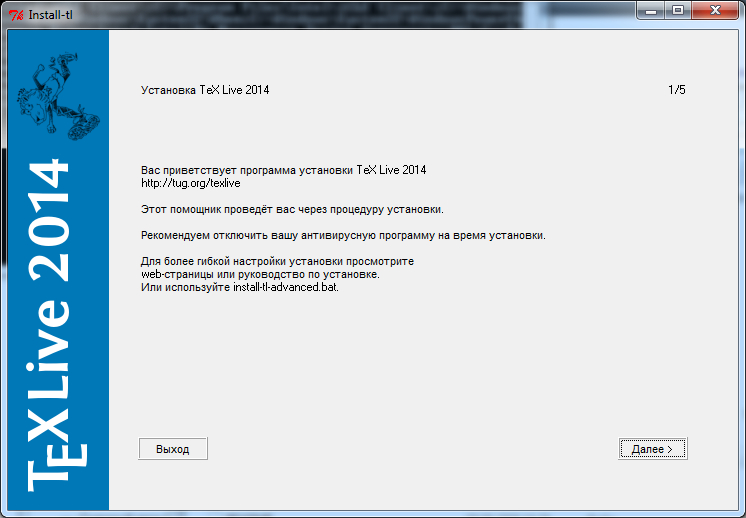 Install-tl
Установка TeX Live 2014
1/5
Вас приветствует программа установки TeX Live 2014
http://tug.org/texlive
Этот помощник проведёт вас через процедуру установки.
Рекомендуем отключить вашу антивирусную программу на время установки.
Для более гибкой настройки установки просмотрите
web-страницы или руководство по установке.
Или используйте install-tl-advanced.bat.
TEX Live 2014
Выход
Далее >